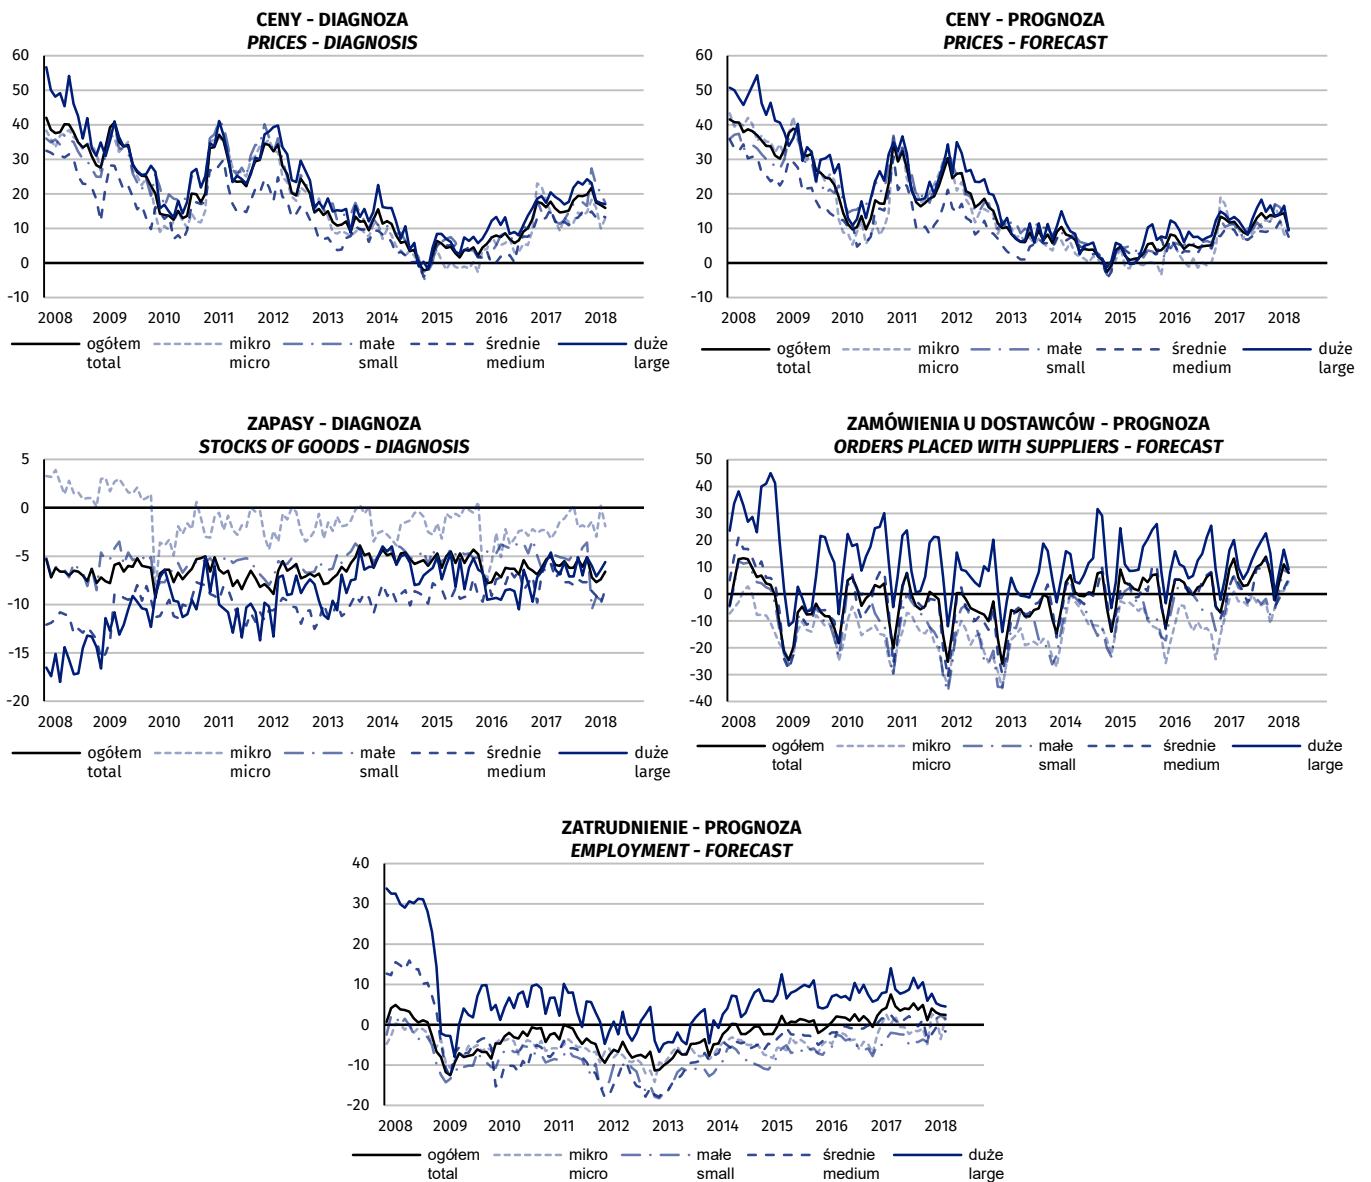 CENY - DIAGNOZA
PRICES - DIAGNOSIS
60
50
40
30
20
10
0
-10
2008 2009 2010 2011 2012 2013 2014 2015 2016 2017 2018
ogółem mikro małe średnie duże
total micro small medium large
CENY - PROGNOZA
PRICES - FORECAST
60
50
40
30
20
10
0
-10
2008 2009 2010 2011 2012 2013 2014 2015 2016 2017 2018
ogółem mikro małe średnie duże
total micro small medium large
ZAPASY - DIAGNOZA
STOCKS OF GOODS - DIAGNOSIS
5
0
-5
-10
-15
-20
2008 2009 2010 2011 2012 2013 2014 2015 2016 2017 2018
ogółem mikro małe średnie duże
total micro small medium large
ZAMÓWIENIA U DOSTAWCÓW - PROGNOZA
ORDERS PLACED WITH SUPPLIERS - FORECAST
50
40
30
20
10
0
-10
-20
-30
-40
2008 2009 2010 2011 2012 2013 2014 2015 2016 2017 2018
ogółem mikro małe średnie duże
total micro small medium large
ZATRUDNIENIE - PROGNOZA
EMPLOYMENT - FORECAST
40
30
20
10
0
-10
-20
2008 2009 2010 2011 2012 2013 2014 2015 2016 2017 2018
ogółem mikro małe średnie duże
total micro small medium large